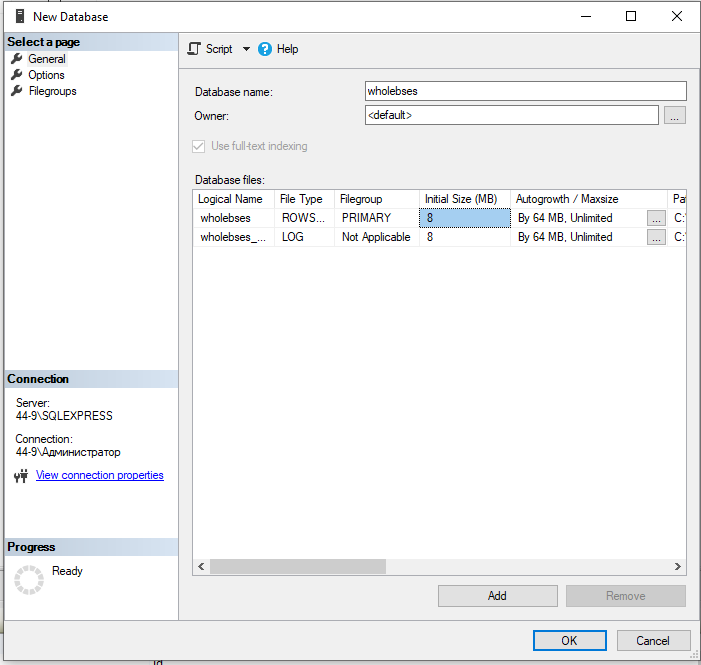 New Database
Select a page
General
Options
Filegroups
Script Help
Database name: wholebses
Owner: <default> ...
Use full-text indexing
Database files:
Logical Name File Type Filegroup Initial Size (MB) Autogrowth / Maxsize Pa
wholebses ROWS... PRIMARY 8 By 64 MB, Unlimited ... C:\
wholebses_... LOG Not Applicable 8 By 64 MB, Unlimited ... C:\
Connection
Server:
44-9\SQLEXPRESS
Connection:
44-9\Администратор
View connection properties
Progress
Ready
Add Remove
OK Cancel